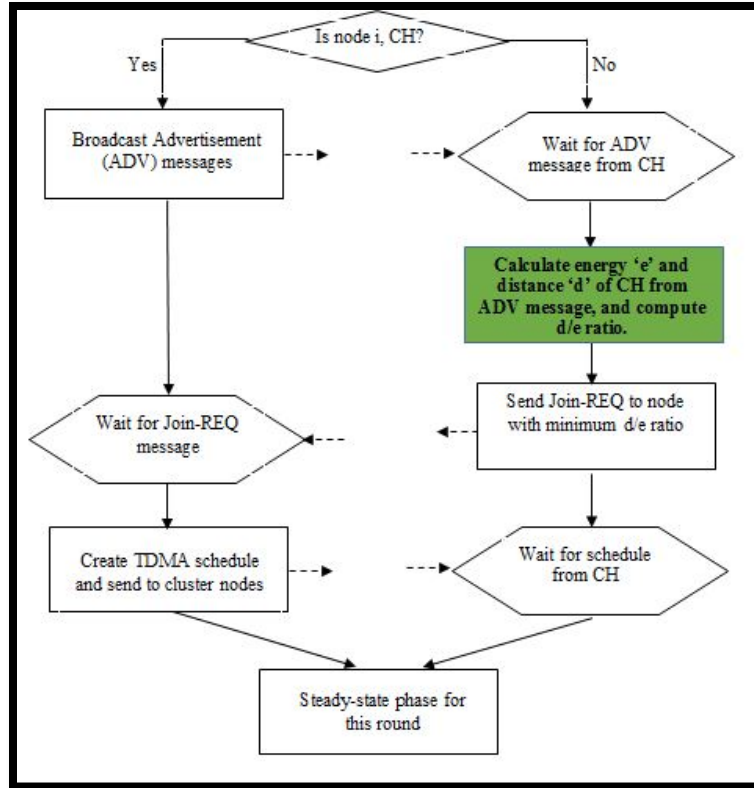 Is node i, CH?
Yes
No
Broadcast Advertisement
(ADV) messages
Wait for ADV
message from CH
Calculate energy ‘e’ and
distance ‘d’ of CH from
ADV message, and compute
d/e ratio.
Send Join-REQ to node
with minimum d/e ratio
Wait for Join-REQ
message
Create TDMA schedule
and send to cluster nodes
Wait for schedule
from CH
Steady-state phase for
this round